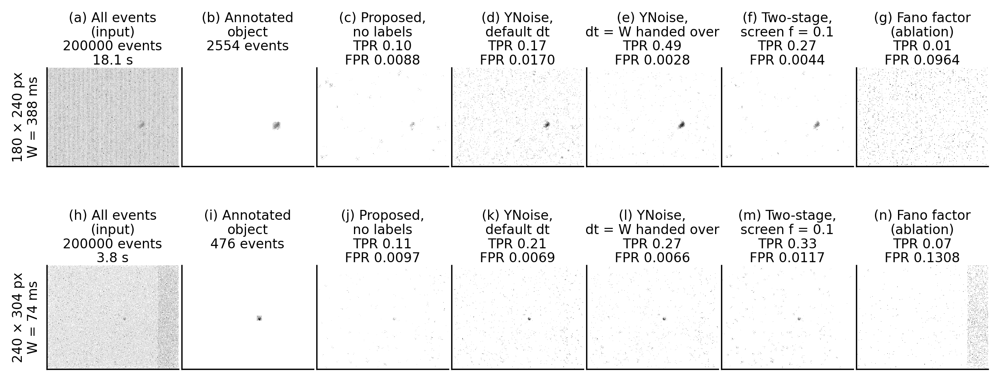 (a) All events
(input)
200000 events
18.1 s
(b) Annotated
object
2554 events
(c) Proposed,
no labels
TPR 0.10
FPR 0.0088
(d) YNoise,
default dt
TPR 0.17
FPR 0.0170
(e) YNoise,
dt = W handed over
TPR 0.49
FPR 0.0028
(f) Two-stage,
screen f = 0.1
TPR 0.27
FPR 0.0044
(g) Fano factor
(ablation)
TPR 0.01
FPR 0.0964
180 × 240 px
W = 388 ms
(h) All events
(input)
200000 events
3.8 s
(i) Annotated
object
476 events
(j) Proposed,
no labels
TPR 0.11
FPR 0.0097
(k) YNoise,
default dt
TPR 0.21
FPR 0.0069
(l) YNoise,
dt = W handed over
TPR 0.27
FPR 0.0066
(m) Two-stage,
screen f = 0.1
TPR 0.33
FPR 0.0117
(n) Fano factor
(ablation)
TPR 0.07
FPR 0.1308
240 × 304 px
W = 74 ms